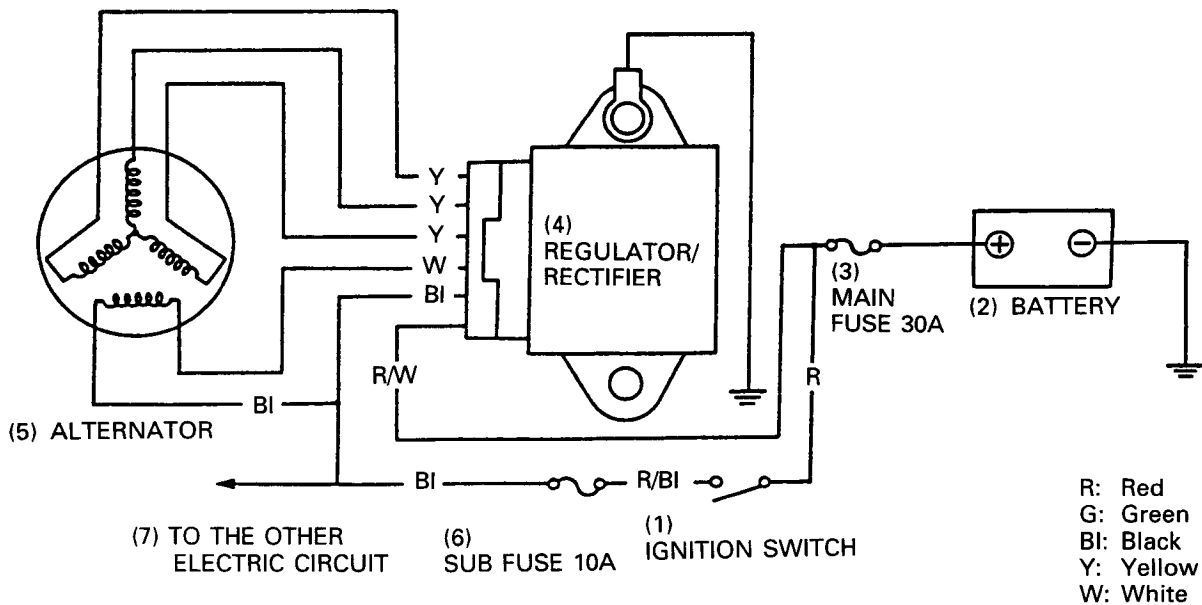 Y
Y
Y
W
Bl
(4)
REGULATOR/
RECTIFIER
(3)
MAIN
FUSE 30A
(2) BATTERY
R/W
R
Bl
(5) ALTERNATOR
Bl
R/Bl
(7) TO THE OTHER
ELECTRIC CIRCUIT
(6)
SUB FUSE 10A
(1)
IGNITION SWITCH
R: Red
G: Green
Bl: Black
Y: Yellow
W: White